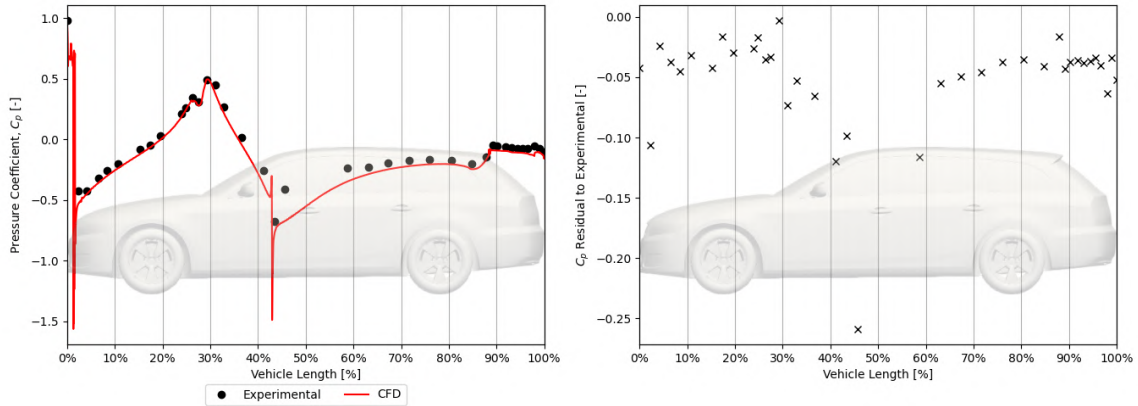 1.0
0.5
0.0
−0.5
−1.0
−1.5
Pressure Coefficient, Cp [-]
0% 10% 20% 30% 40% 50% 60% 70% 80% 90% 100%
Vehicle Length [%]
Experimental CFD
0.00
−0.05
−0.10
−0.15
−0.20
−0.25
Cp Residual to Experimental [-]
0% 10% 20% 30% 40% 50% 60% 70% 80% 90% 100%
Vehicle Length [%]